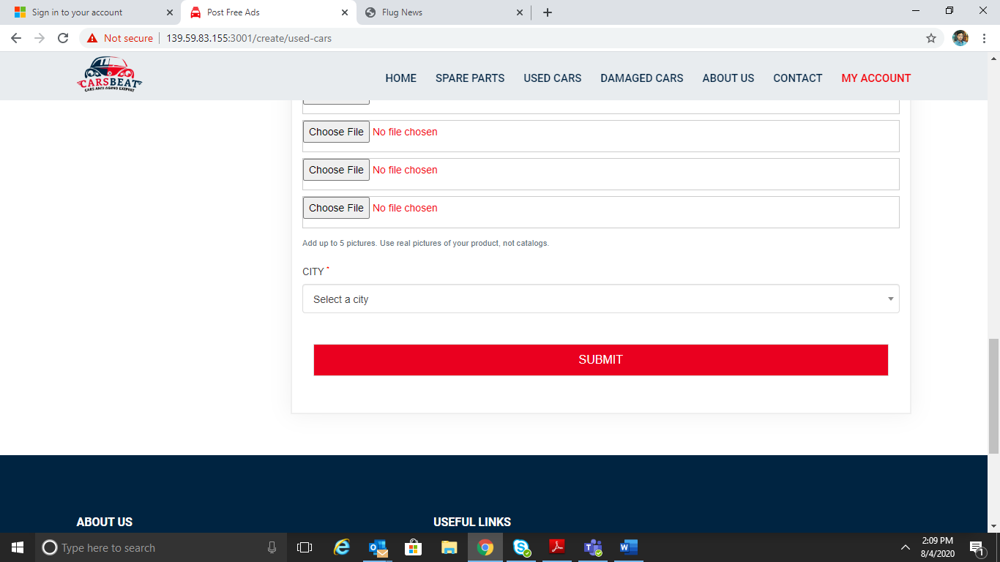 Sign in to your account
Post Free Ads
Flug News
Not secure
139.59.83.155:3001/create/used-cars
CARSBEAT
CARS ANTI AGING EXEPERT
HOME
SPARE PARTS
USED CARS
DAMAGED CARS
ABOUT US
CONTACT
MY ACCOUNT
Choose File No file chosen
Choose File No file chosen
Choose File No file chosen
Add up to 5 pictures. Use real pictures of your product, not catalogs.
CITY *
Select a city
SUBMIT
ABOUT US
USEFUL LINKS
Type here to search
2:09 PM
8/4/2020
1